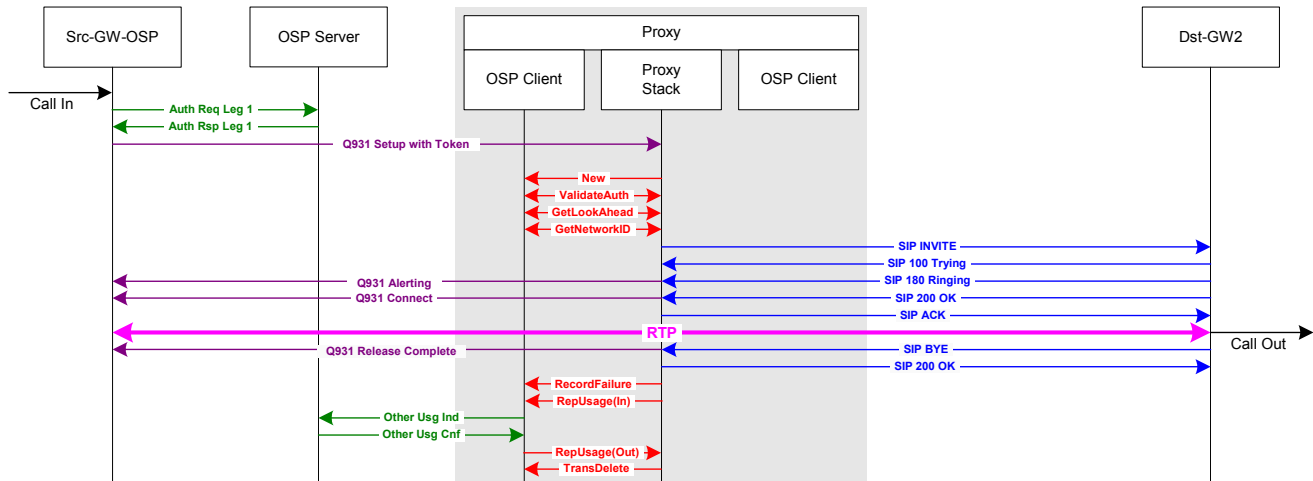 Src-GW-OSP
OSP Server
Proxy
OSP Client
Proxy
Stack
OSP Client
Dst-GW2
Call In
Auth Req Leg 1
Auth Rsp Leg 1
Q931 Setup with Token
New
ValidateAuth
GetLookAhead
GetNetworkID
SIP INVITE
SIP 100 Trying
Q931 Alerting
SIP 180 Ringing
Q931 Connect
SIP 200 OK
SIP ACK
RTP
Call Out
Q931 Release Complete
SIP BYE
SIP 200 OK
RecordFailure
RepUsage(In)
Other Usg Ind
Other Usg Cnf
RepUsage(Out)
TransDelete